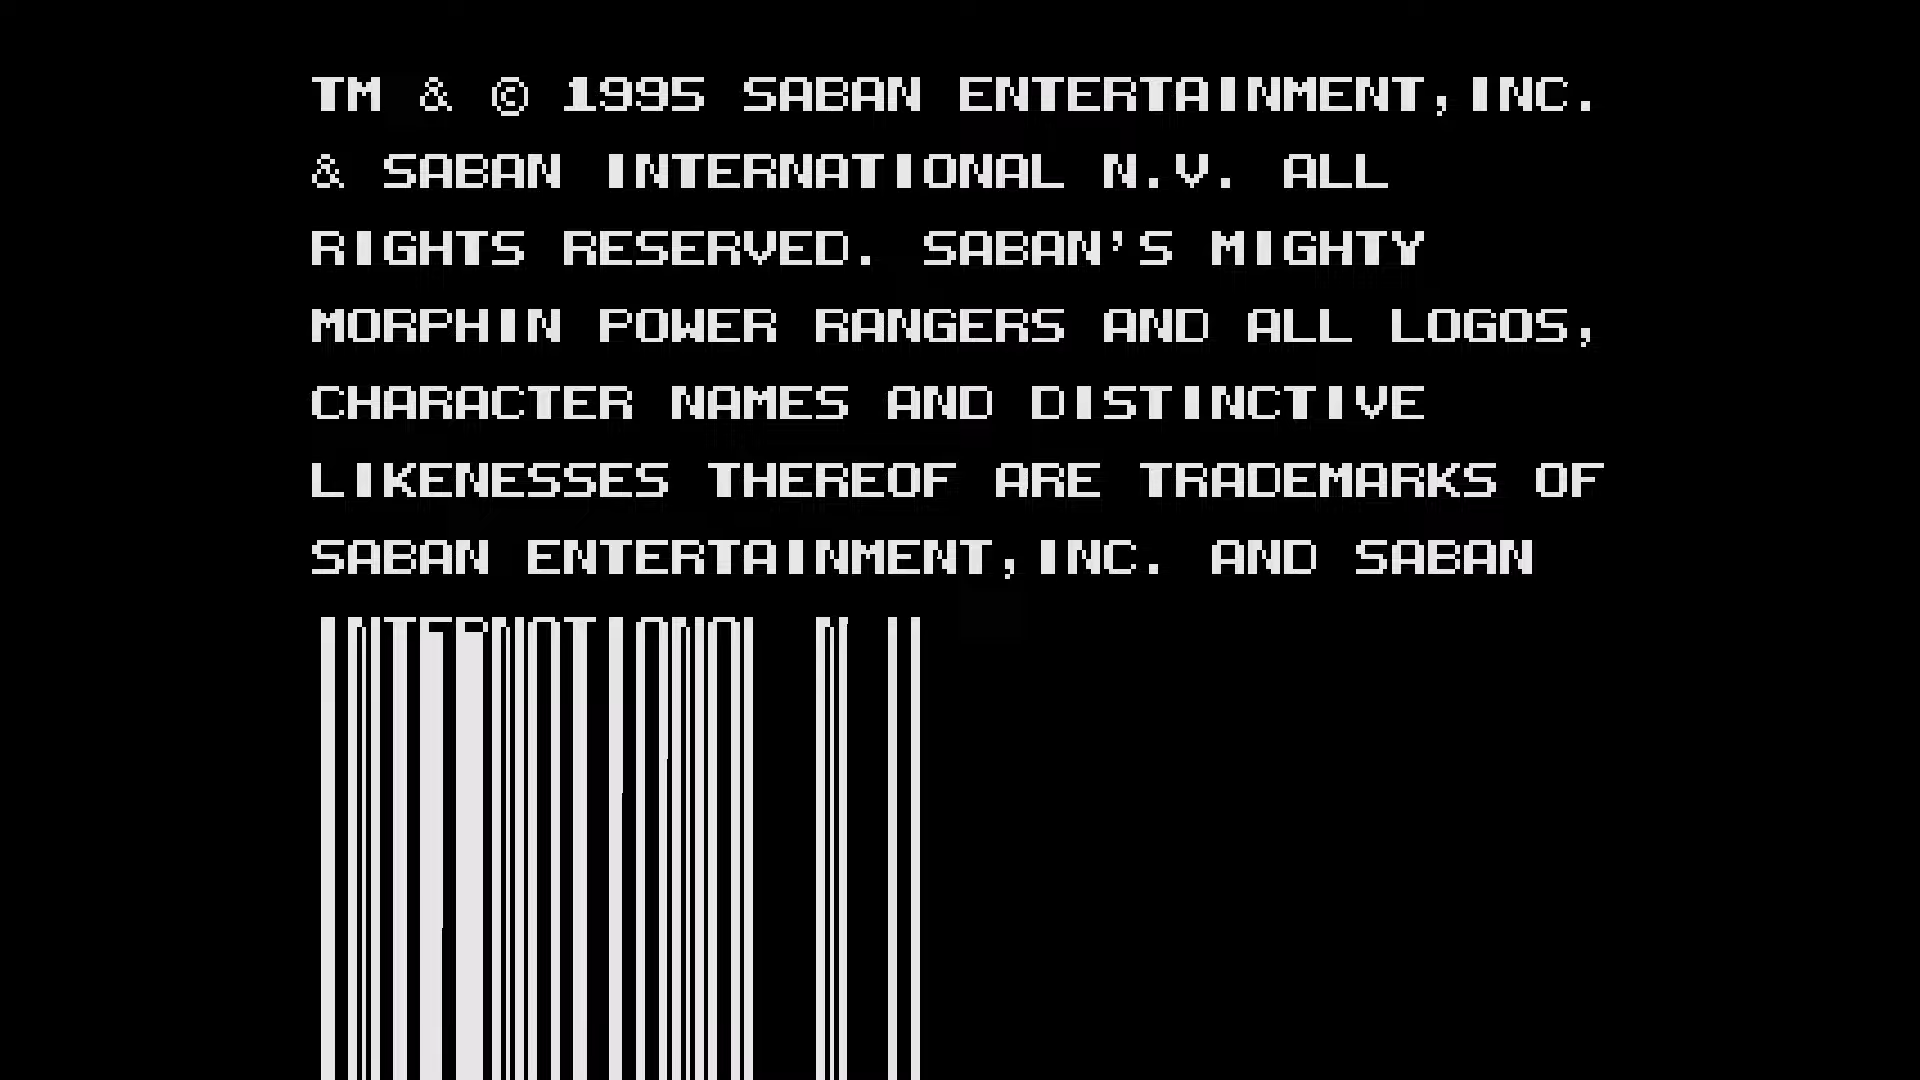 TM & © 1995 SABAN ENTERTAINMENT,INC.
& SABAN INTERNATIONAL N.V. ALL
RIGHTS RESERVED. SABAN'S MIGHTY
MORPHIN POWER RANGERS AND ALL LOGOS,
CHARACTER NAMES AND DISTINCTIVE
LIKENESSES THEREOF ARE TRADEMARKS OF
SABAN ENTERTAINMENT,INC. AND SABAN